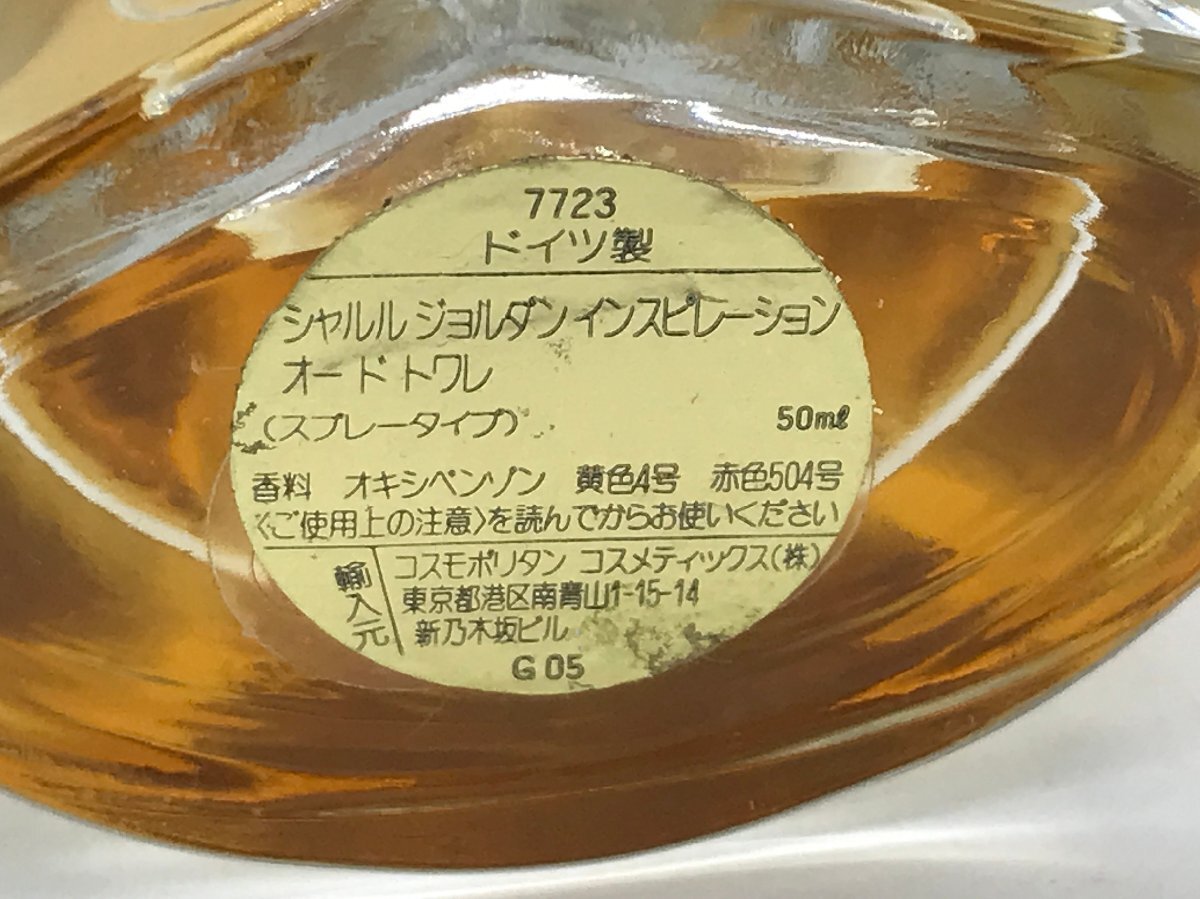 7723
ドイツ製
シャルル ジョルダン インスピレーション
オー ド トワレ
(スプレータイプ) 50ml
香料 オキシベンゾン 黄色4号 赤色504号
〈ご使用上の注意〉を読んでからお使いください
輸入元 コスモポリタン コスメティックス(株)
東京都港区南青山1-15-14
新乃木坂ビル
G 05